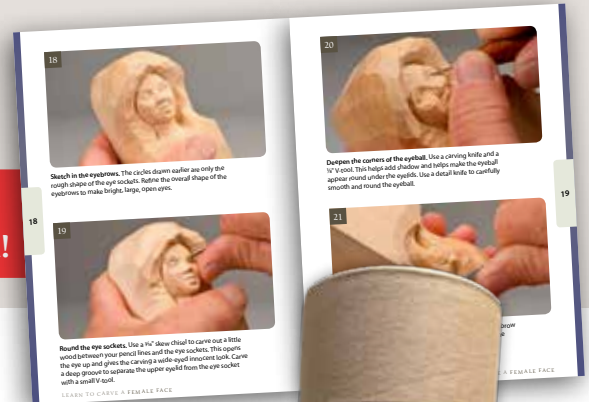 18
Sketch in the eyebrows. The circles drawn earlier are only the
rough shape of the eye sockets. Refine the overall shape of the
eyebrows to make bright, large, open eyes.
18
19
Round the eye sockets. Use a skew chisel to carve out a little
wood between your pencil lines and the eye sockets. This opens
the eye up and gives the carving a wide-eyed innocent look. Carve
a deep groove to separate the upper eyelid from the eye socket
with a small V-tool.
LEARN TO CARVE A FEMALE FACE
20
Deepen the corners of the eyeball. Use a carving knife and a
V-tool. This helps add shadow and helps make the eyeball
appear round under the eyelids. Use a detail knife to carefully
smooth and round the eyeball.
19
21
brow
A FEMALE FACE
!